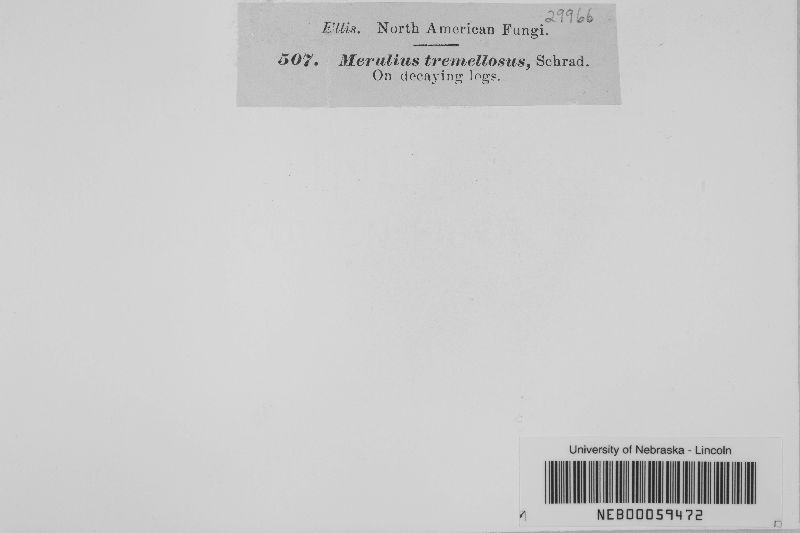 29966
Ellis. North American Fungi.
507. Merulius tremellosus, Schrad.
On decaying logs.
University of Nebraska - Lincoln
NEB00059472